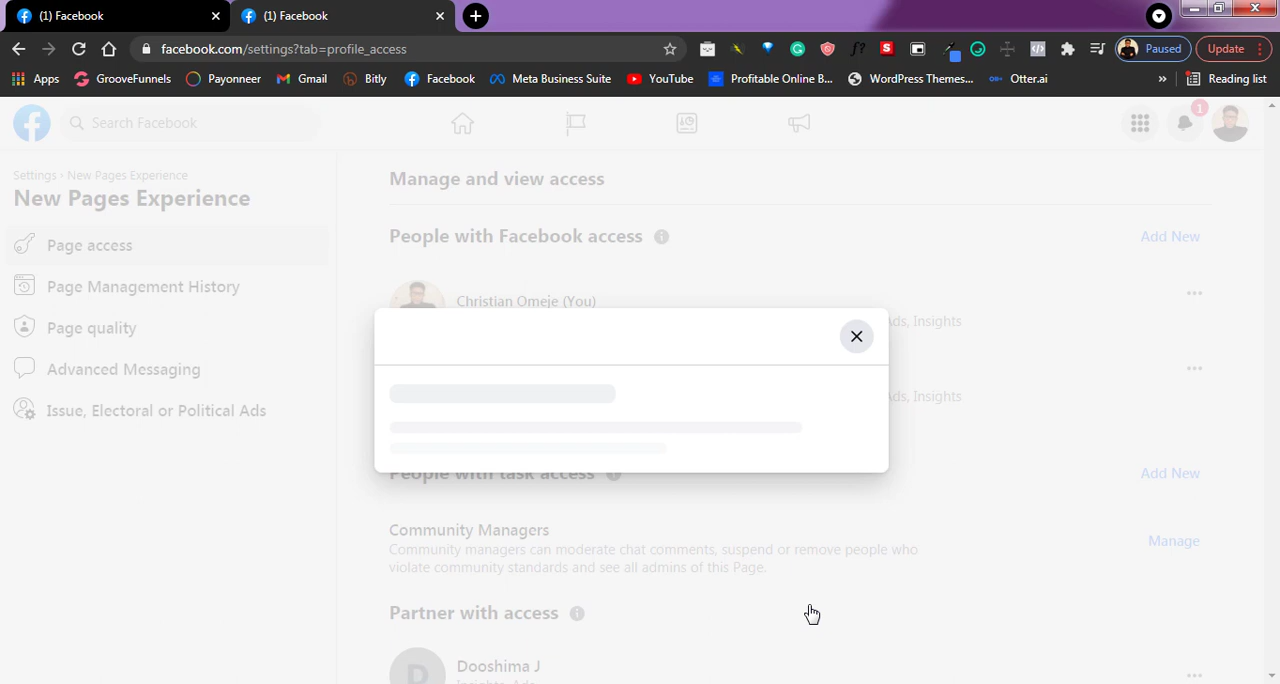 (1) Facebook
(1) Facebook
facebook.com/settings?tab=profile_access
Paused
Update
Apps
GrooveFunnels
Payonneer
Gmail
Bitly
Facebook
Meta Business Suite
YouTube
Profitable Online B...
WordPress Themes...
Otter.ai
»
Reading list
Search Facebook
1
Settings › New Pages Experience
New Pages Experience
Page access
Page Management History
Page quality
Advanced Messaging
Issue, Electoral or Political Ads
Manage and view access
People with Facebook access
Add New
Christian Omeje (You)
Ads, Insights
Ads, Insights
People with task access
Add New
Community Managers
Community managers can moderate chat comments, suspend or remove people who
violate community standards and see all admins of this Page.
Manage
Partner with access
D
Dooshima J
Insights, Ads